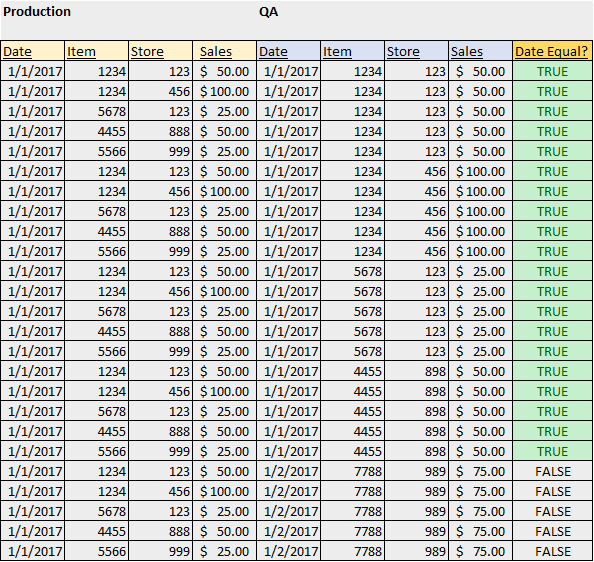 Production QA
Date Item Store Sales Date Item Store Sales Date Equal?
1/1/2017 1234 123 $ 50.00 1/1/2017 1234 123 $ 50.00 TRUE
1/1/2017 1234 456 $100.00 1/1/2017 1234 123 $ 50.00 TRUE
1/1/2017 5678 123 $ 25.00 1/1/2017 1234 123 $ 50.00 TRUE
1/1/2017 4455 888 $ 50.00 1/1/2017 1234 123 $ 50.00 TRUE
1/1/2017 5566 999 $ 25.00 1/1/2017 1234 123 $ 50.00 TRUE
1/1/2017 1234 123 $ 50.00 1/1/2017 1234 456 $100.00 TRUE
1/1/2017 1234 456 $100.00 1/1/2017 1234 456 $100.00 TRUE
1/1/2017 5678 123 $ 25.00 1/1/2017 1234 456 $100.00 TRUE
1/1/2017 4455 888 $ 50.00 1/1/2017 1234 456 $100.00 TRUE
1/1/2017 5566 999 $ 25.00 1/1/2017 1234 456 $100.00 TRUE
1/1/2017 1234 123 $ 50.00 1/1/2017 5678 123 $ 25.00 TRUE
1/1/2017 1234 456 $100.00 1/1/2017 5678 123 $ 25.00 TRUE
1/1/2017 5678 123 $ 25.00 1/1/2017 5678 123 $ 25.00 TRUE
1/1/2017 4455 888 $ 50.00 1/1/2017 5678 123 $ 25.00 TRUE
1/1/2017 5566 999 $ 25.00 1/1/2017 5678 123 $ 25.00 TRUE
1/1/2017 1234 123 $ 50.00 1/1/2017 4455 898 $ 50.00 TRUE
1/1/2017 1234 456 $100.00 1/1/2017 4455 898 $ 50.00 TRUE
1/1/2017 5678 123 $ 25.00 1/1/2017 4455 898 $ 50.00 TRUE
1/1/2017 4455 888 $ 50.00 1/1/2017 4455 898 $ 50.00 TRUE
1/1/2017 5566 999 $ 25.00 1/1/2017 4455 898 $ 50.00 TRUE
1/1/2017 1234 123 $ 50.00 1/2/2017 7788 989 $ 75.00 FALSE
1/1/2017 1234 456 $100.00 1/2/2017 7788 989 $ 75.00 FALSE
1/1/2017 5678 123 $ 25.00 1/2/2017 7788 989 $ 75.00 FALSE
1/1/2017 4455 888 $ 50.00 1/2/2017 7788 989 $ 75.00 FALSE
1/1/2017 5566 999 $ 25.00 1/2/2017 7788 989 $ 75.00 FALSE